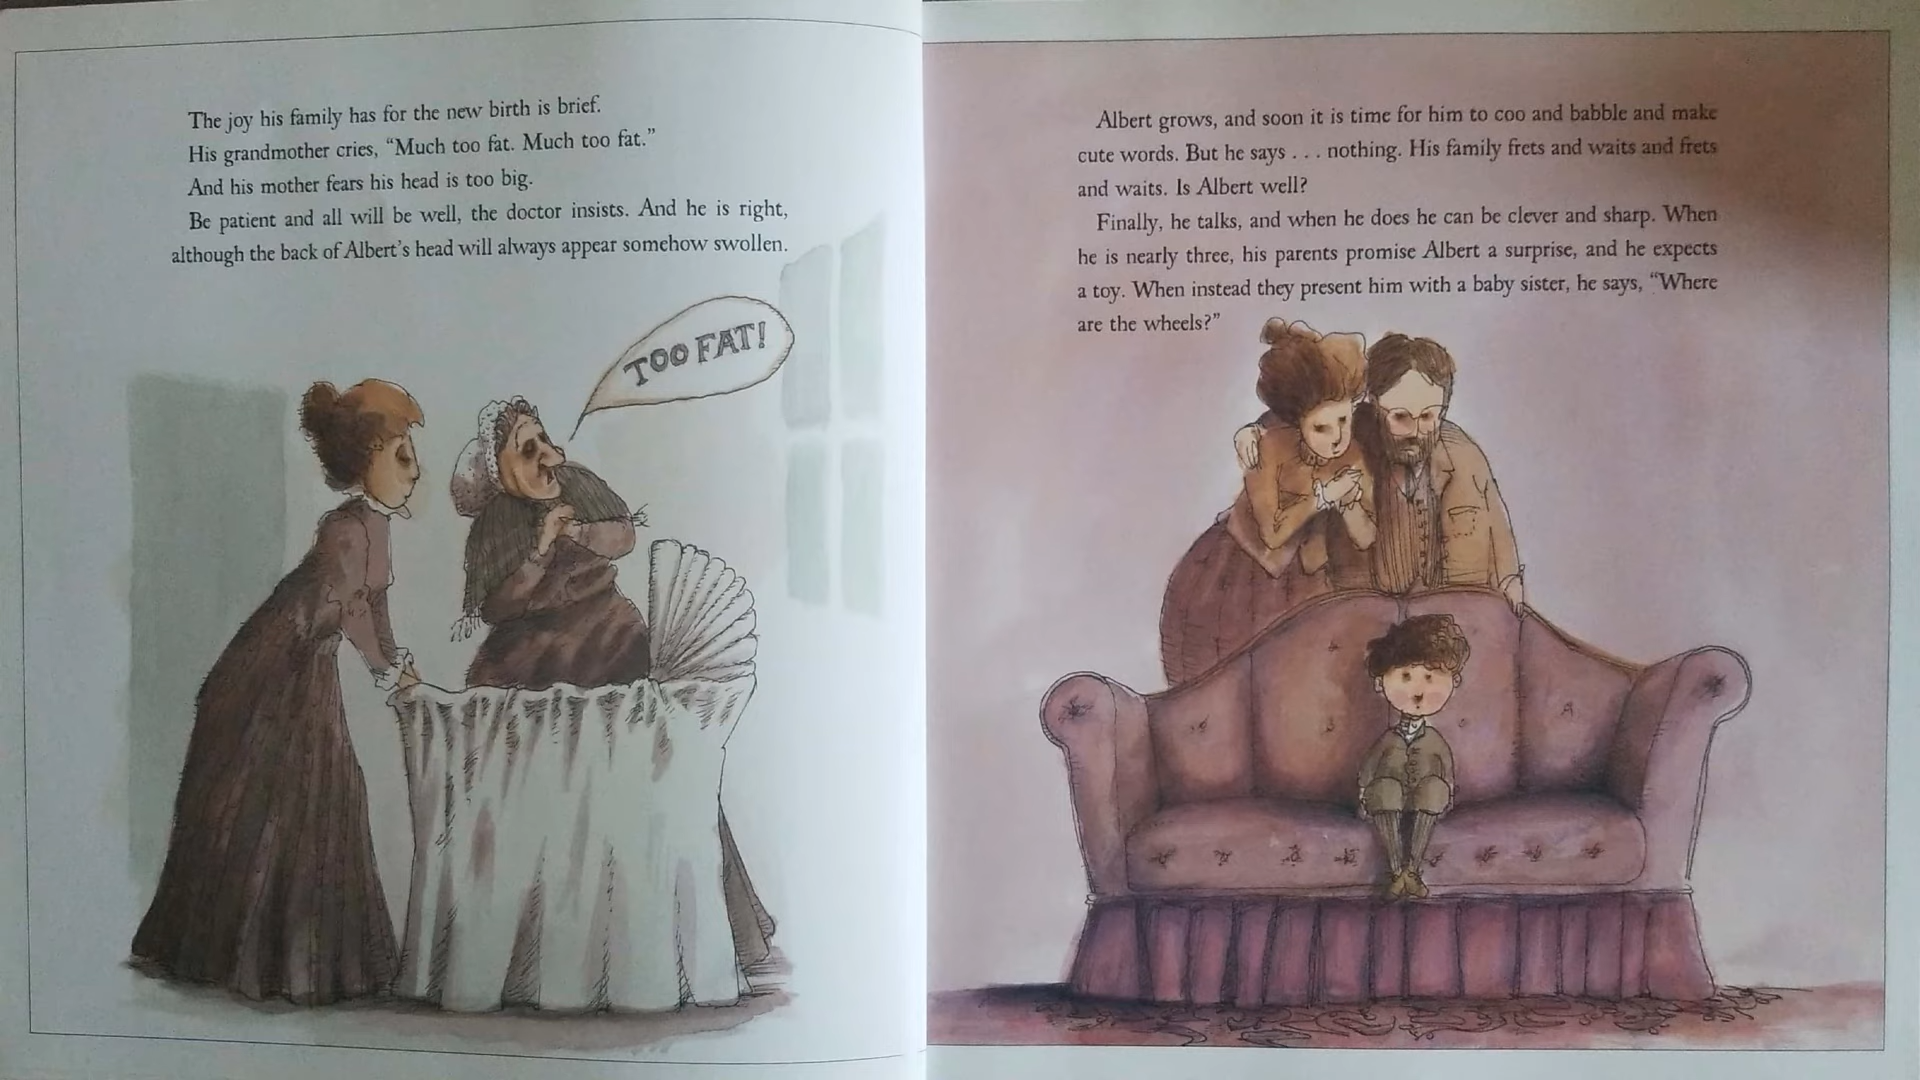 The joy his family has for the new birth is brief.
His grandmother cries, “Much too fat. Much too fat.”
And his mother fears his head is too big.
Be patient and all will be well, the doctor insists. And he is right,
although the back of Albert’s head will always appear somehow swollen.
TOO FAT!
Albert grows, and soon it is time for him to coo and babble and make
cute words. But he says . . . nothing. His family frets and waits and frets
and waits. Is Albert well?
Finally, he talks, and when he does he can be clever and sharp. When
he is nearly three, his parents promise Albert a surprise, and he expects
a toy. When instead they present him with a baby sister, he says, “Where
are the wheels?”